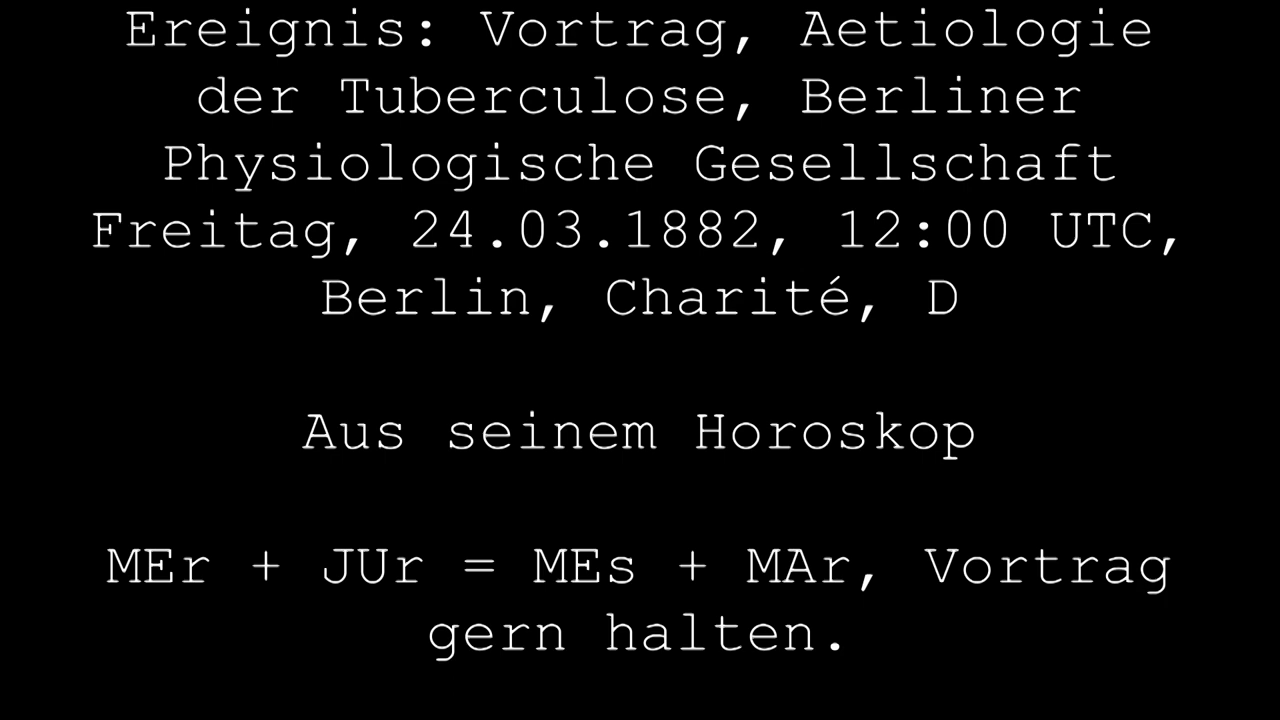 Ereignis: Vortrag, Aetiologie
der Tuberculose, Berliner
Physiologische Gesellschaft
Freitag, 24.03.1882, 12:00 UTC,
Berlin, Charité, D
Aus seinem Horoskop
MEr + JUr = MEs + MAr, Vortrag
gern halten.